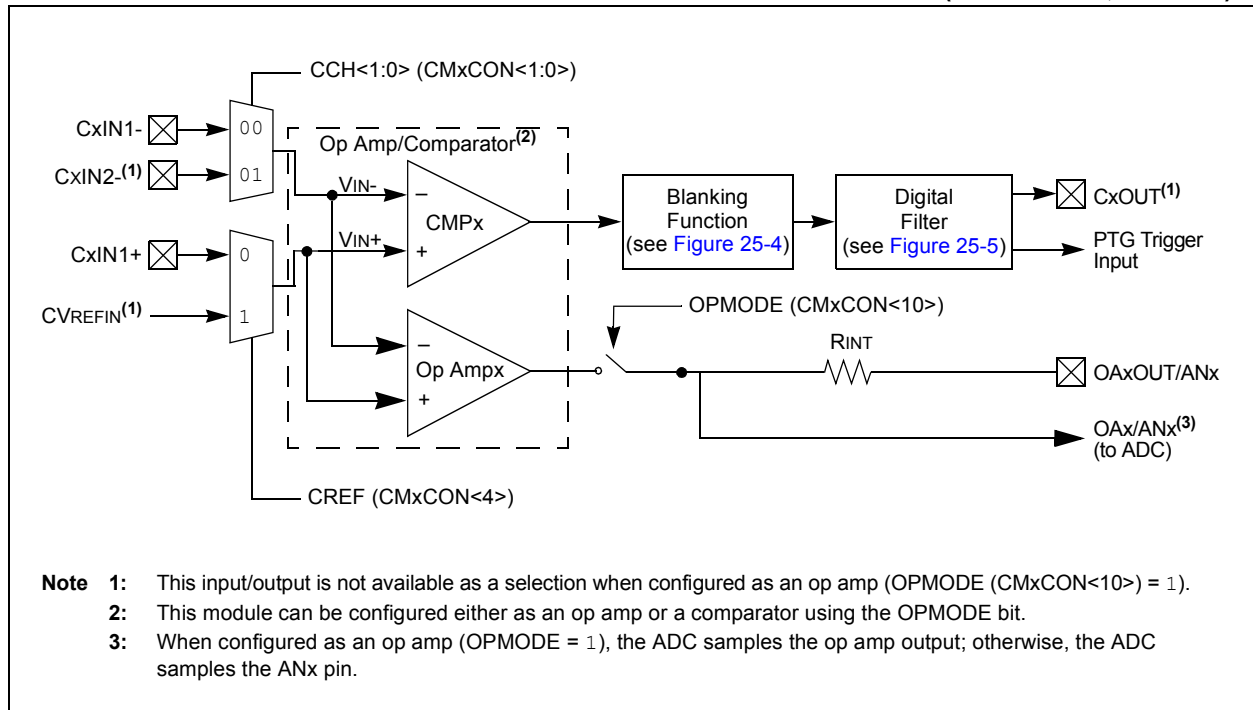 CCH<1:0> (CMxCON<1:0>)
CxIN1-
00
CxIN2-(1)
01
Op Amp/Comparator(2)
VIN-
–
CMPx
VIN+
+
Blanking
Function
(see Figure 25-4)
Digital
Filter
(see Figure 25-5)
CxOUT(1)
PTG Trigger
Input
CxIN1+
0
CVREFIN(1)
1
OPMODE (CMxCON<10>)
–
Op Ampx
+
RINT
OAxOUT/ANx
OAx/ANx(3)
(to ADC)
CREF (CMxCON<4>)
Note 1: This input/output is not available as a selection when configured as an op amp (OPMODE (CMxCON<10>) = 1).
2: This module can be configured either as an op amp or a comparator using the OPMODE bit.
3: When configured as an op amp (OPMODE = 1), the ADC samples the op amp output; otherwise, the ADC
samples the ANx pin.